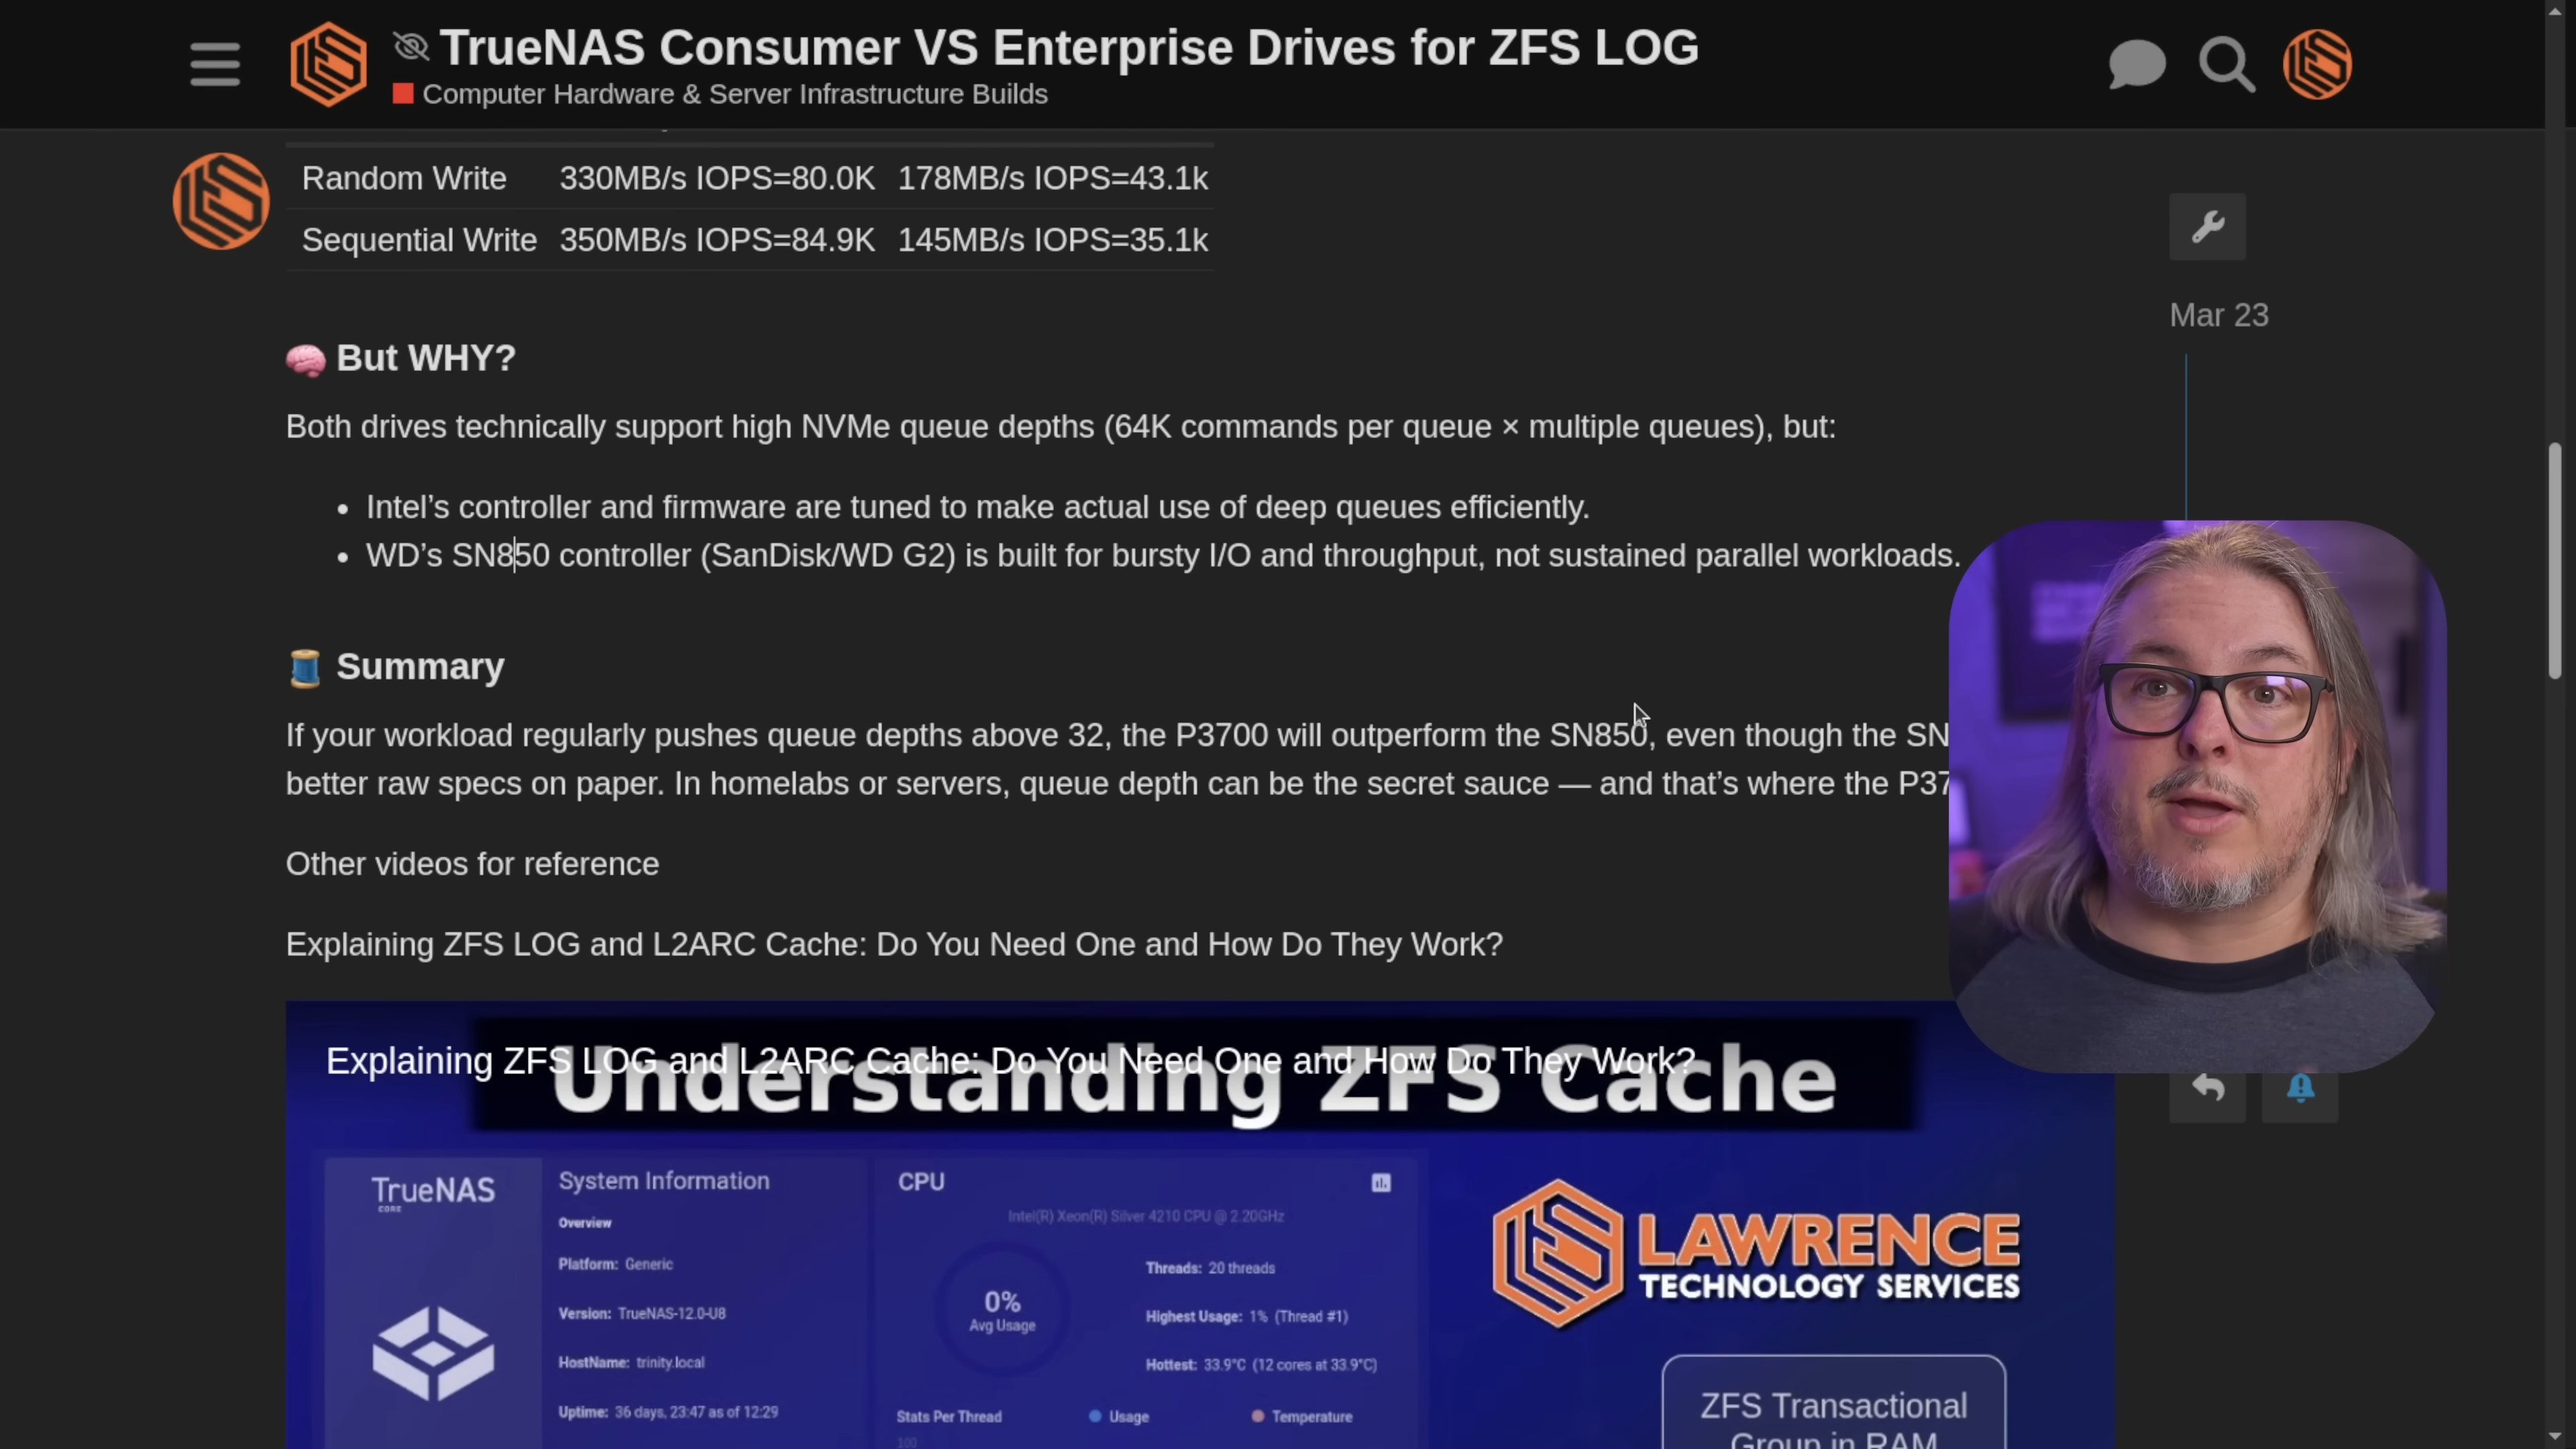 TrueNAS Consumer VS Enterprise Drives for ZFS LOG
Computer Hardware & Server Infrastructure Builds
Random Write 330MB/s IOPS=80.0K 178MB/s IOPS=43.1k
Sequential Write 350MB/s IOPS=84.9K 145MB/s IOPS=35.1k
Mar 23
But WHY?
Both drives technically support high NVMe queue depths (64K commands per queue × multiple queues), but:
• Intel’s controller and firmware are tuned to make actual use of deep queues efficiently.
• WD’s SN850 controller (SanDisk/WD G2) is built for bursty I/O and throughput, not sustained parallel workloads.
Summary
If your workload regularly pushes queue depths above 32, the P3700 will outperform the SN850, even though the SN
better raw specs on paper. In homelabs or servers, queue depth can be the secret sauce — and that’s where the P37
Other videos for reference
Explaining ZFS LOG and L2ARC Cache: Do You Need One and How Do They Work?
Explaining ZFS LOG and L2ARC Cache: Do You Need One and How Do They Work?
Understanding ZFS Cache
TrueNAS
CORE
System Information
Overview
Platform: Generic
Version: TrueNAS-12.0-U8
HostName: trinity.local
Uptime: 36 days, 23:47 as of 12:29
CPU
Intel(R) Xeon(R) Silver 4210 CPU @ 2.20GHz
0%
Avg Usage
Threads: 20 threads
Highest Usage: 1% (Thread #1)
Hottest: 33.9°C (12 cores at 33.9°C)
Stats Per Thread Usage Temperature
100
LAWRENCE
TECHNOLOGY SERVICES
ZFS Transactional
Group in RAM